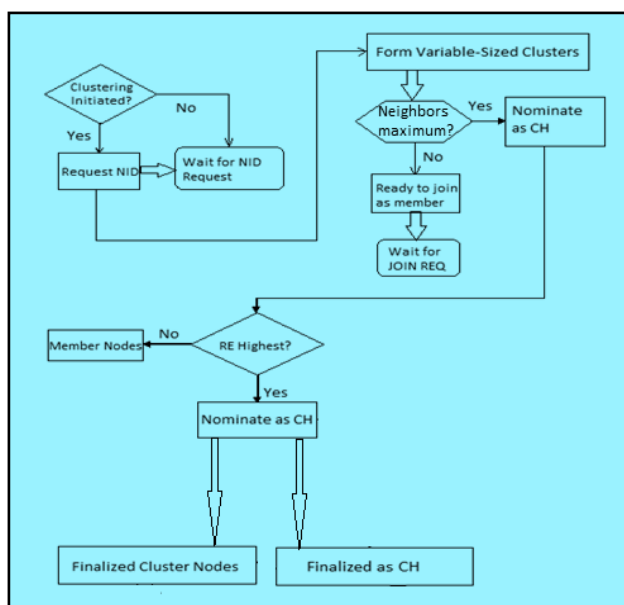 Form Variable-Sized Clusters
Clustering
Initiated?
No
Yes
Request NID
Wait for NID
Request
Neighbors
maximum?
Yes
Nominate
as CH
No
Ready to join
as member
Wait for
JOIN REQ
RE Highest?
No
Member Nodes
Yes
Nominate as CH
Finalized Cluster Nodes
Finalized as CH